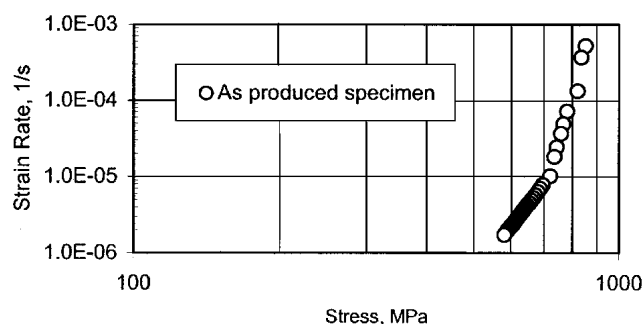 1.0E-03
1.0E-04
1.0E-05
1.0E-06
Strain Rate, 1/s
As produced specimen
100
1000
Stress, MPa